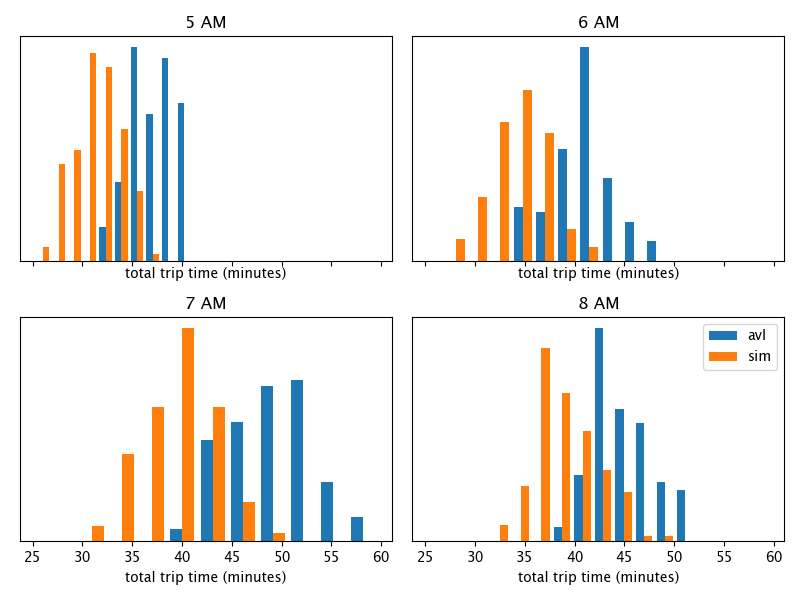 5 AM
6 AM
total trip time (minutes)
total trip time (minutes)
7 AM
8 AM
avl
sim
25 30 35 40 45 50 55 60
25 30 35 40 45 50 55 60
total trip time (minutes)
total trip time (minutes)